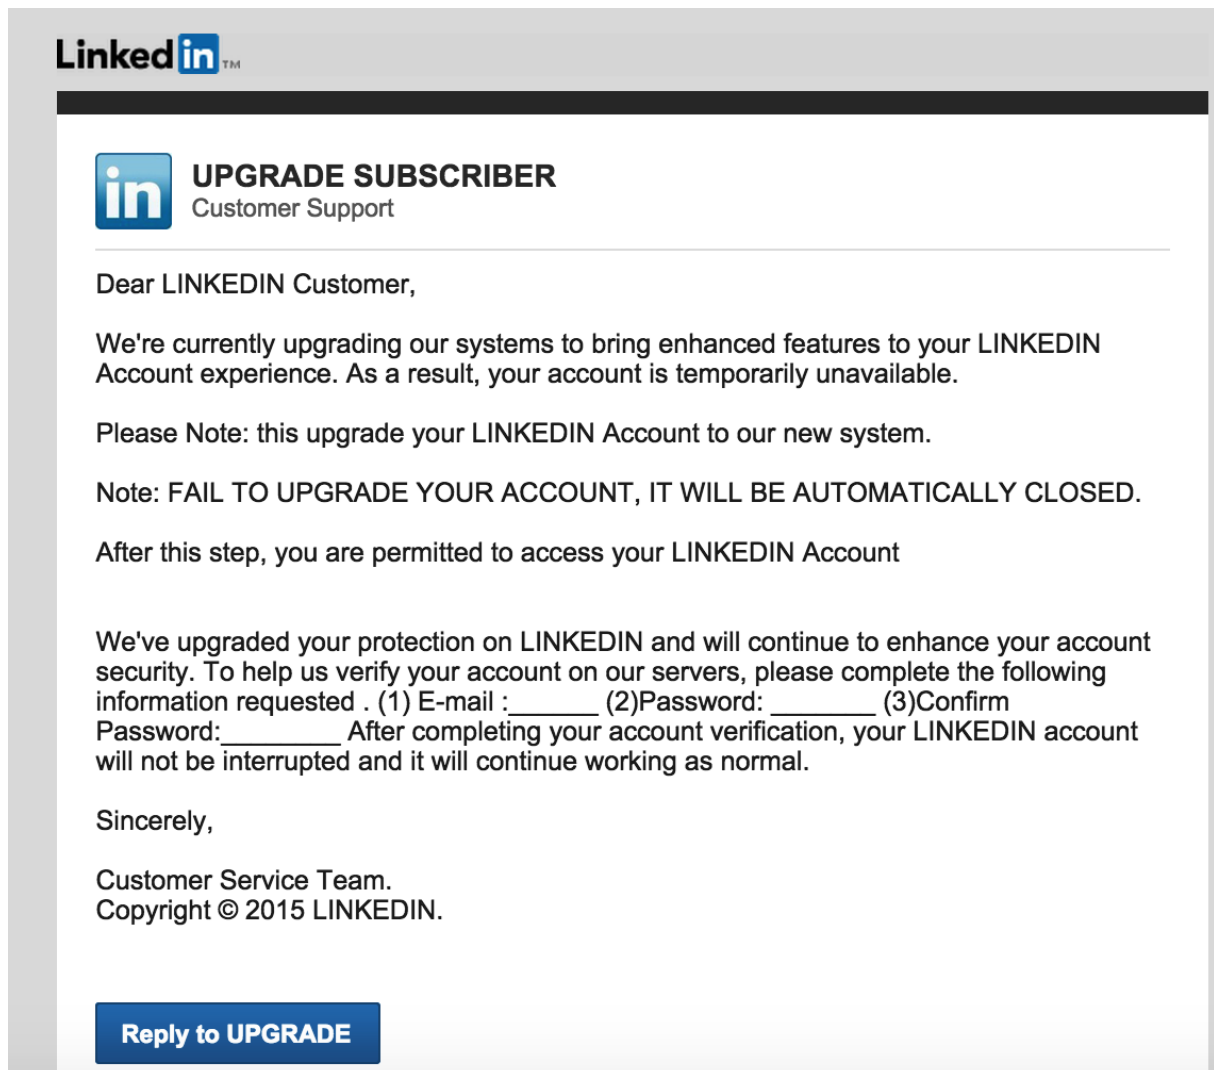 Linked in TM
in UPGRADE SUBSCRIBER
Customer Support
Dear LINKEDIN Customer,
We're currently upgrading our systems to bring enhanced features to your LINKEDIN
Account experience. As a result, your account is temporarily unavailable.
Please Note: this upgrade your LINKEDIN Account to our new system.
Note: FAIL TO UPGRADE YOUR ACCOUNT, IT WILL BE AUTOMATICALLY CLOSED.
After this step, you are permitted to access your LINKEDIN Account
We've upgraded your protection on LINKEDIN and will continue to enhance your account
security. To help us verify your account on our servers, please complete the following
information requested . (1) E-mail :______ (2)Password: _______ (3)Confirm
Password:________ After completing your account verification, your LINKEDIN account
will not be interrupted and it will continue working as normal.
Sincerely,
Customer Service Team.
Copyright © 2015 LINKEDIN.
Reply to UPGRADE